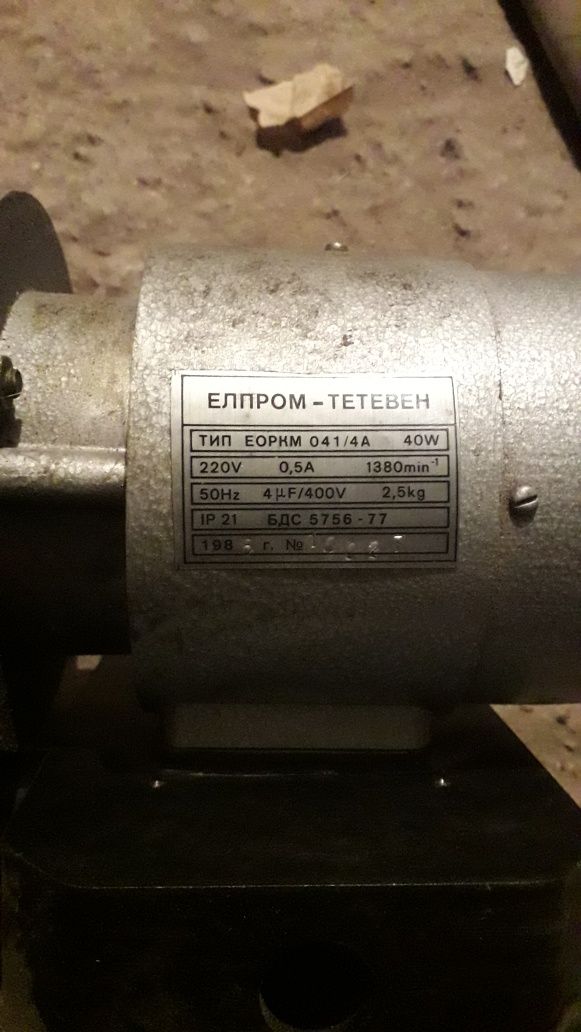 ЕЛПРОМ - ТЕТЕВЕН
ТИП ЕОРКМ 041/4А 40W
220V 0,5A 1380min⁻¹
50Hz 4μF/400V 2,5kg
IP 21 БДС 5756 - 77
198 г. №